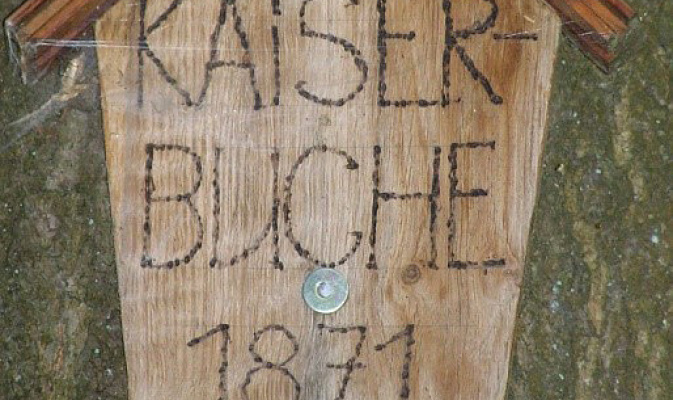 KAiSER-
BUCHE
1871